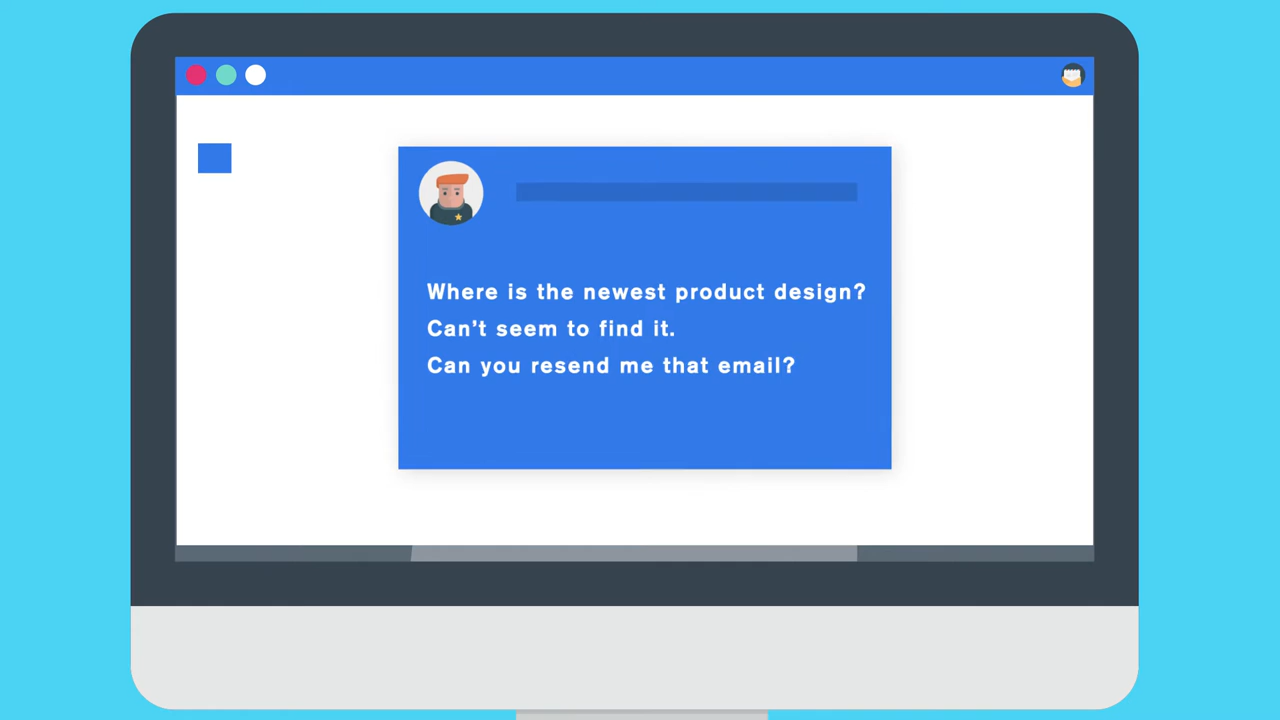 Where is the newest product design?
Can't seem to find it.
Can you resend me that email?